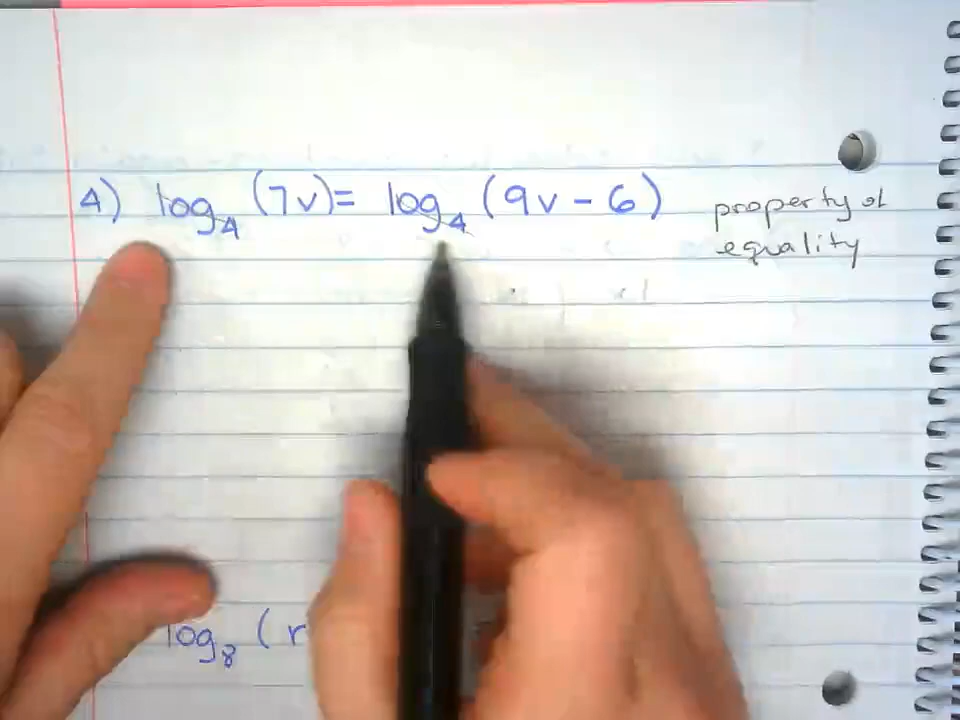 4) log₄ (7v) = log₄ (9v - 6)
property of
equality
log₈ (r